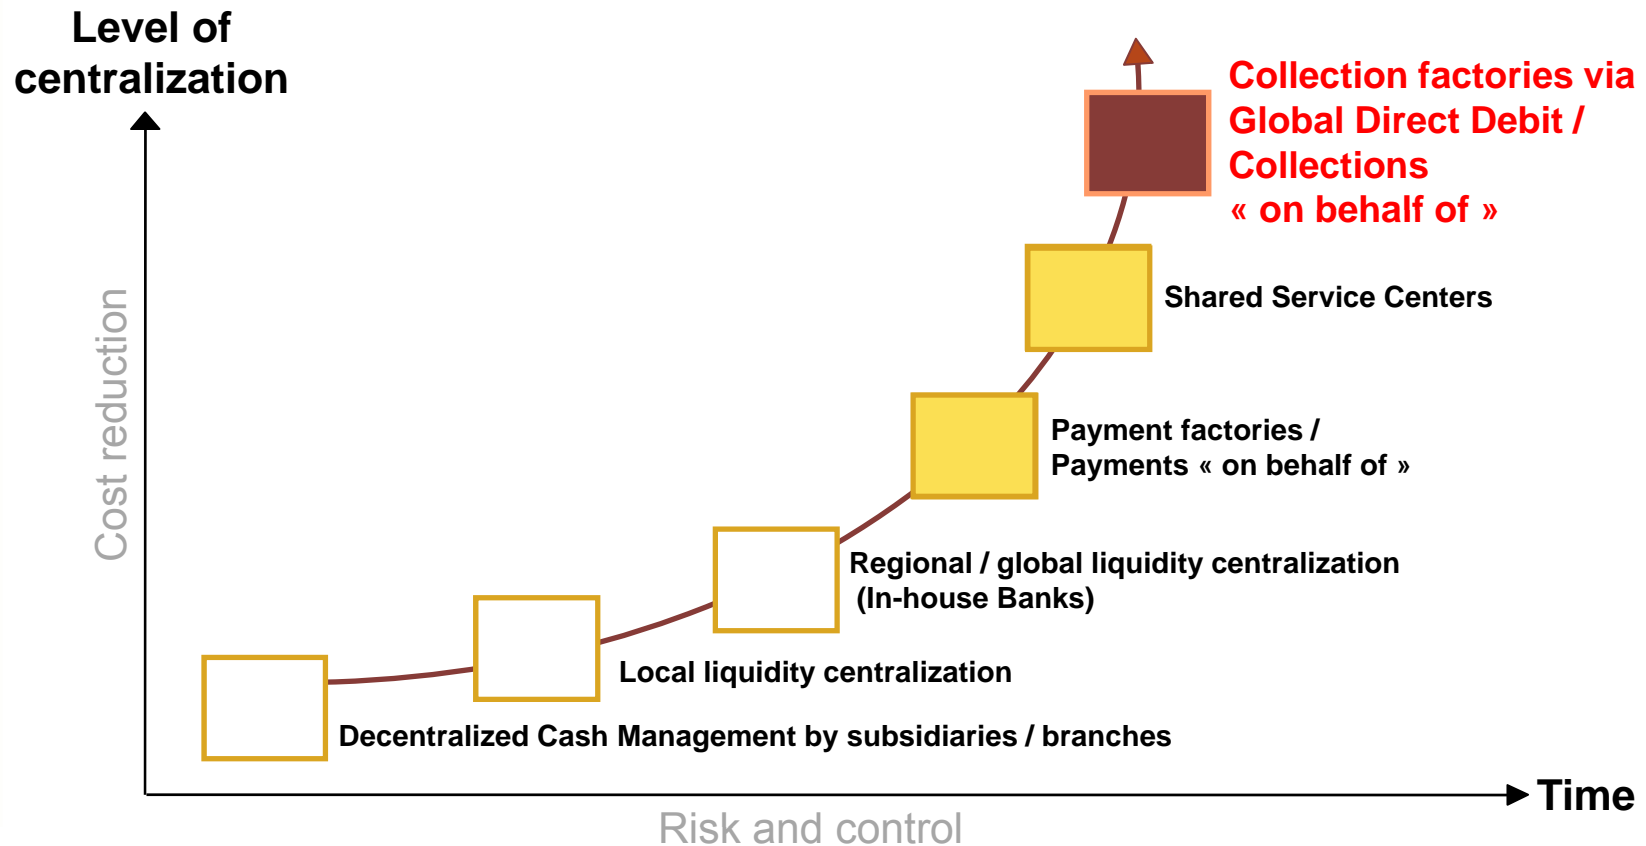 Level of
centralization
Collection factories via
Global Direct Debit /
Collections
« on behalf of »
Shared Service Centers
Cost reduction
Payment factories /
Payments « on behalf of »
Regional / global liquidity centralization
(In-house Banks)
Local liquidity centralization
Decentralized Cash Management by subsidiaries / branches
Time
Risk and control